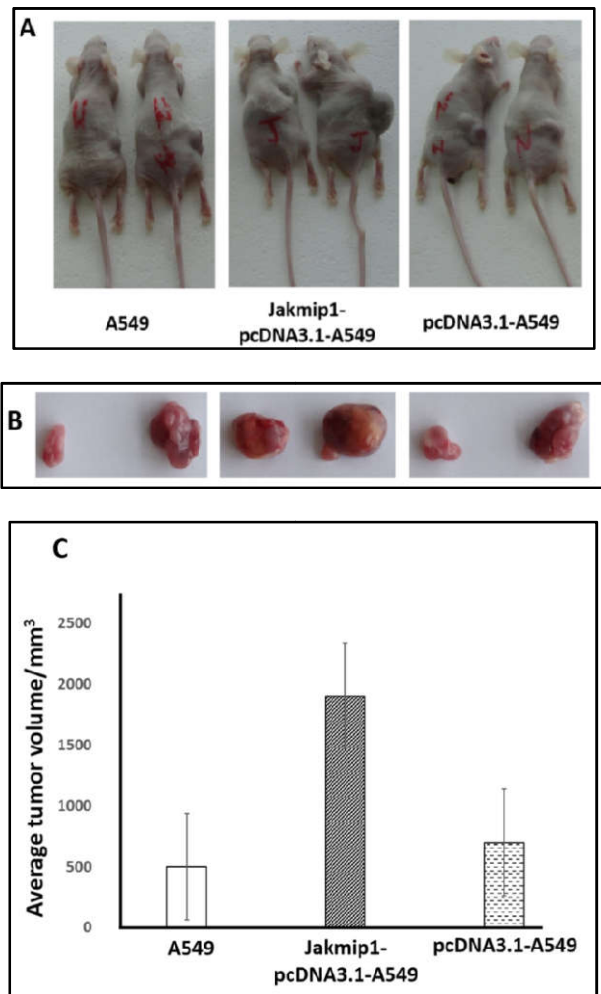 A
A549
Jakmip1-
pcDNA3.1-A549
pcDNA3.1-A549
B
C
Average tumor volume/mm³
2500
2000
1500
1000
500
0
A549
Jakmip1-
pcDNA3.1-A549
pcDNA3.1-A549
J
J
N